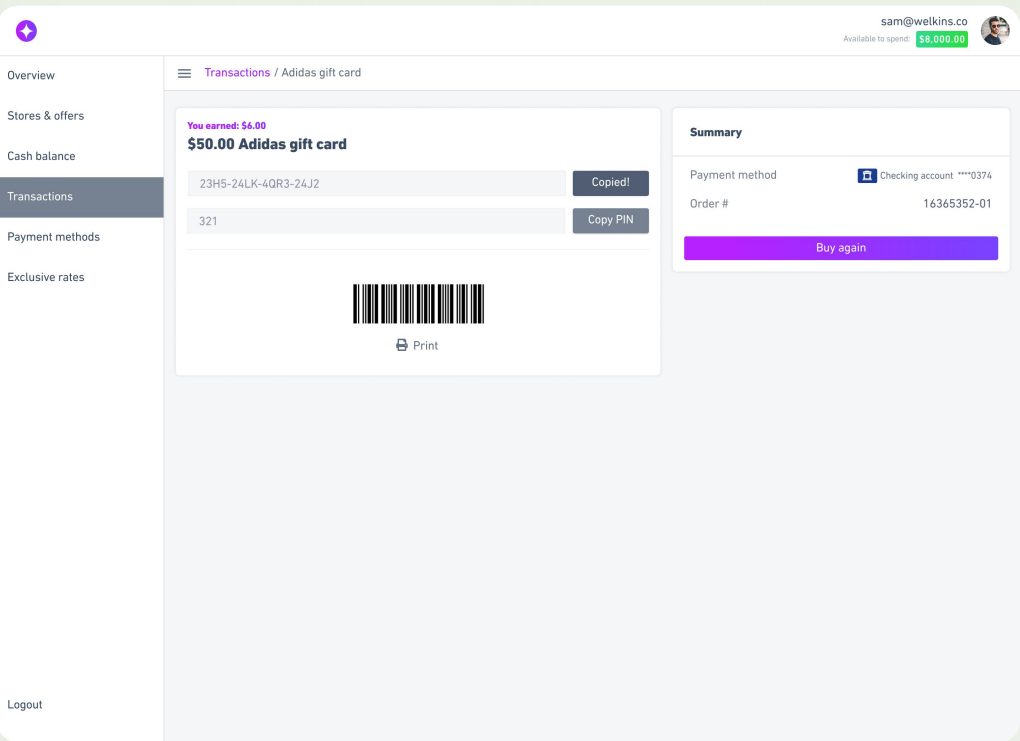 sam@welkins.co
Available to spend: $8,000.00
Overview
Stores & offers
Cash balance
Transactions
Payment methods
Exclusive rates
Logout
Transactions / Adidas gift card
You earned: $6.00
$50.00 Adidas gift card
23H5-24LK-4QR3-24J2
Copied!
321
Copy PIN
Print
Summary
Payment method Checking account ****0374
Order # 16365352-01
Buy again